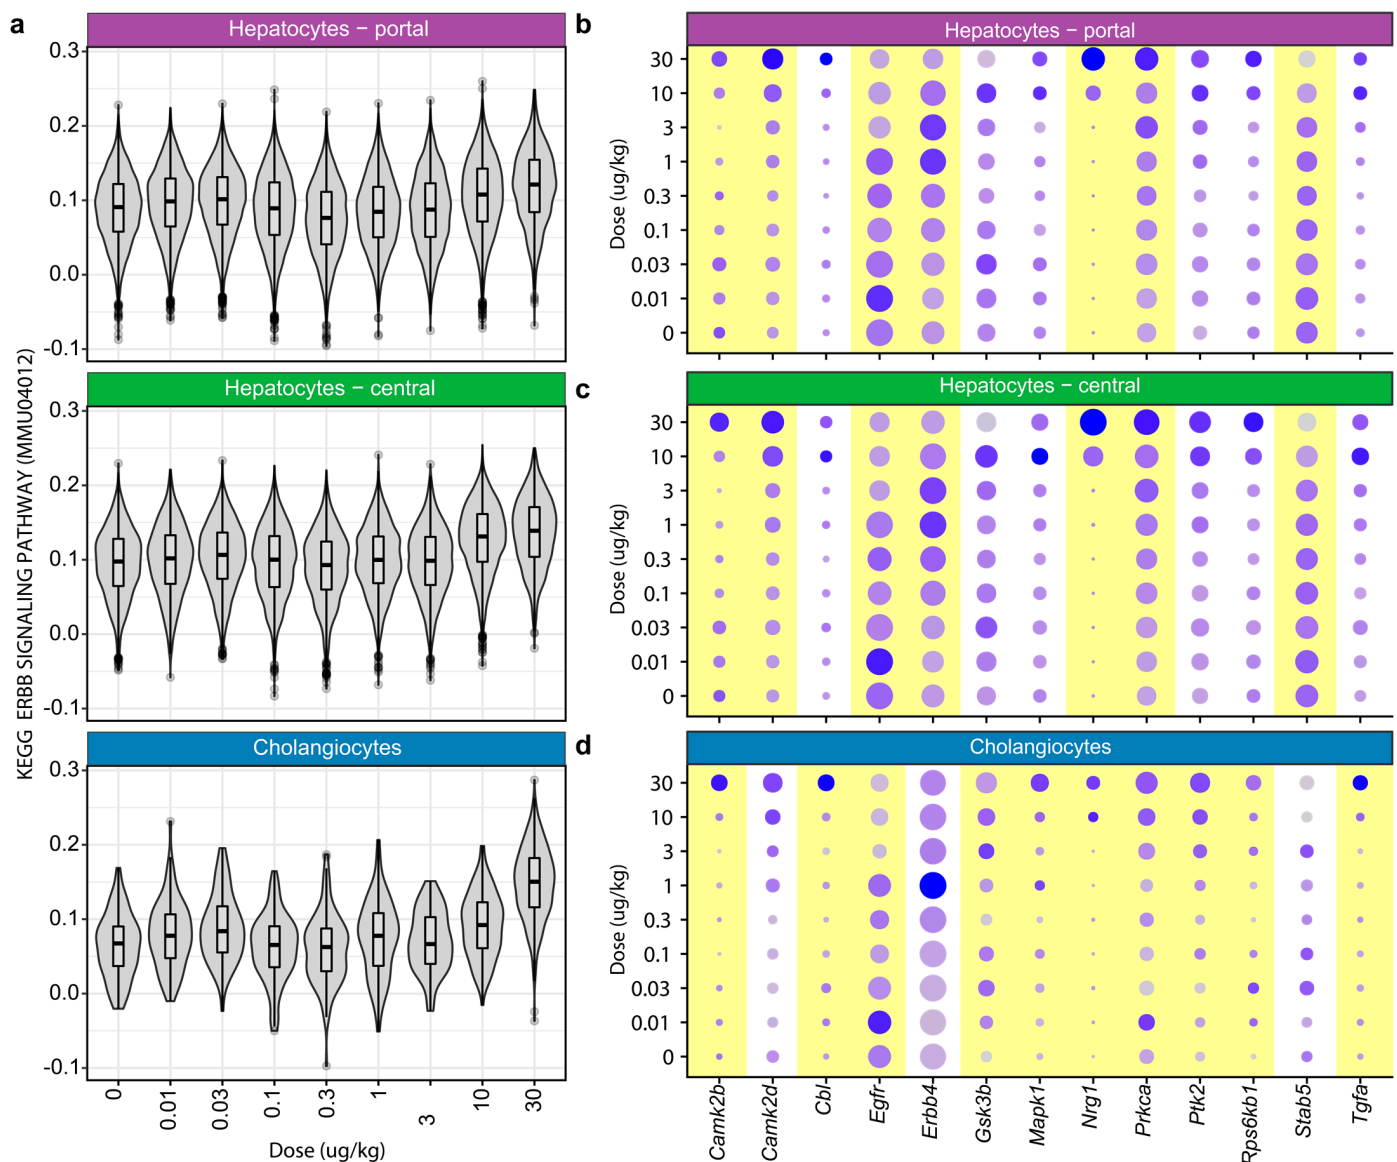 a
Hepatocytes − portal
0.3
0.2
0.1
0.0
-0.1
Hepatocytes − central
0.3
0.2
0.1
0.0
-0.1
Cholangiocytes
0.3
0.2
0.1
0.0
-0.1
KEGG ERBB SIGNALING PATHWAY (MMU04012)
0 0.01 0.03 0.1 0.3 1 3 10 30
Dose (ug/kg)
b
Hepatocytes − portal
30
10
3
1
0.3
0.1
0.03
0.01
0
Dose (ug/kg)
c
Hepatocytes − central
30
10
3
1
0.3
0.1
0.03
0.01
0
Dose (ug/kg)
d
Cholangiocytes
30
10
3
1
0.3
0.1
0.03
0.01
0
Dose (ug/kg)
Camk2b Camk2d Cbl Egfr Erbb4 Gsk3b Mapk1 Nrg1 Prkca Ptk2 Rps6kb1 Stab5 Tgfa